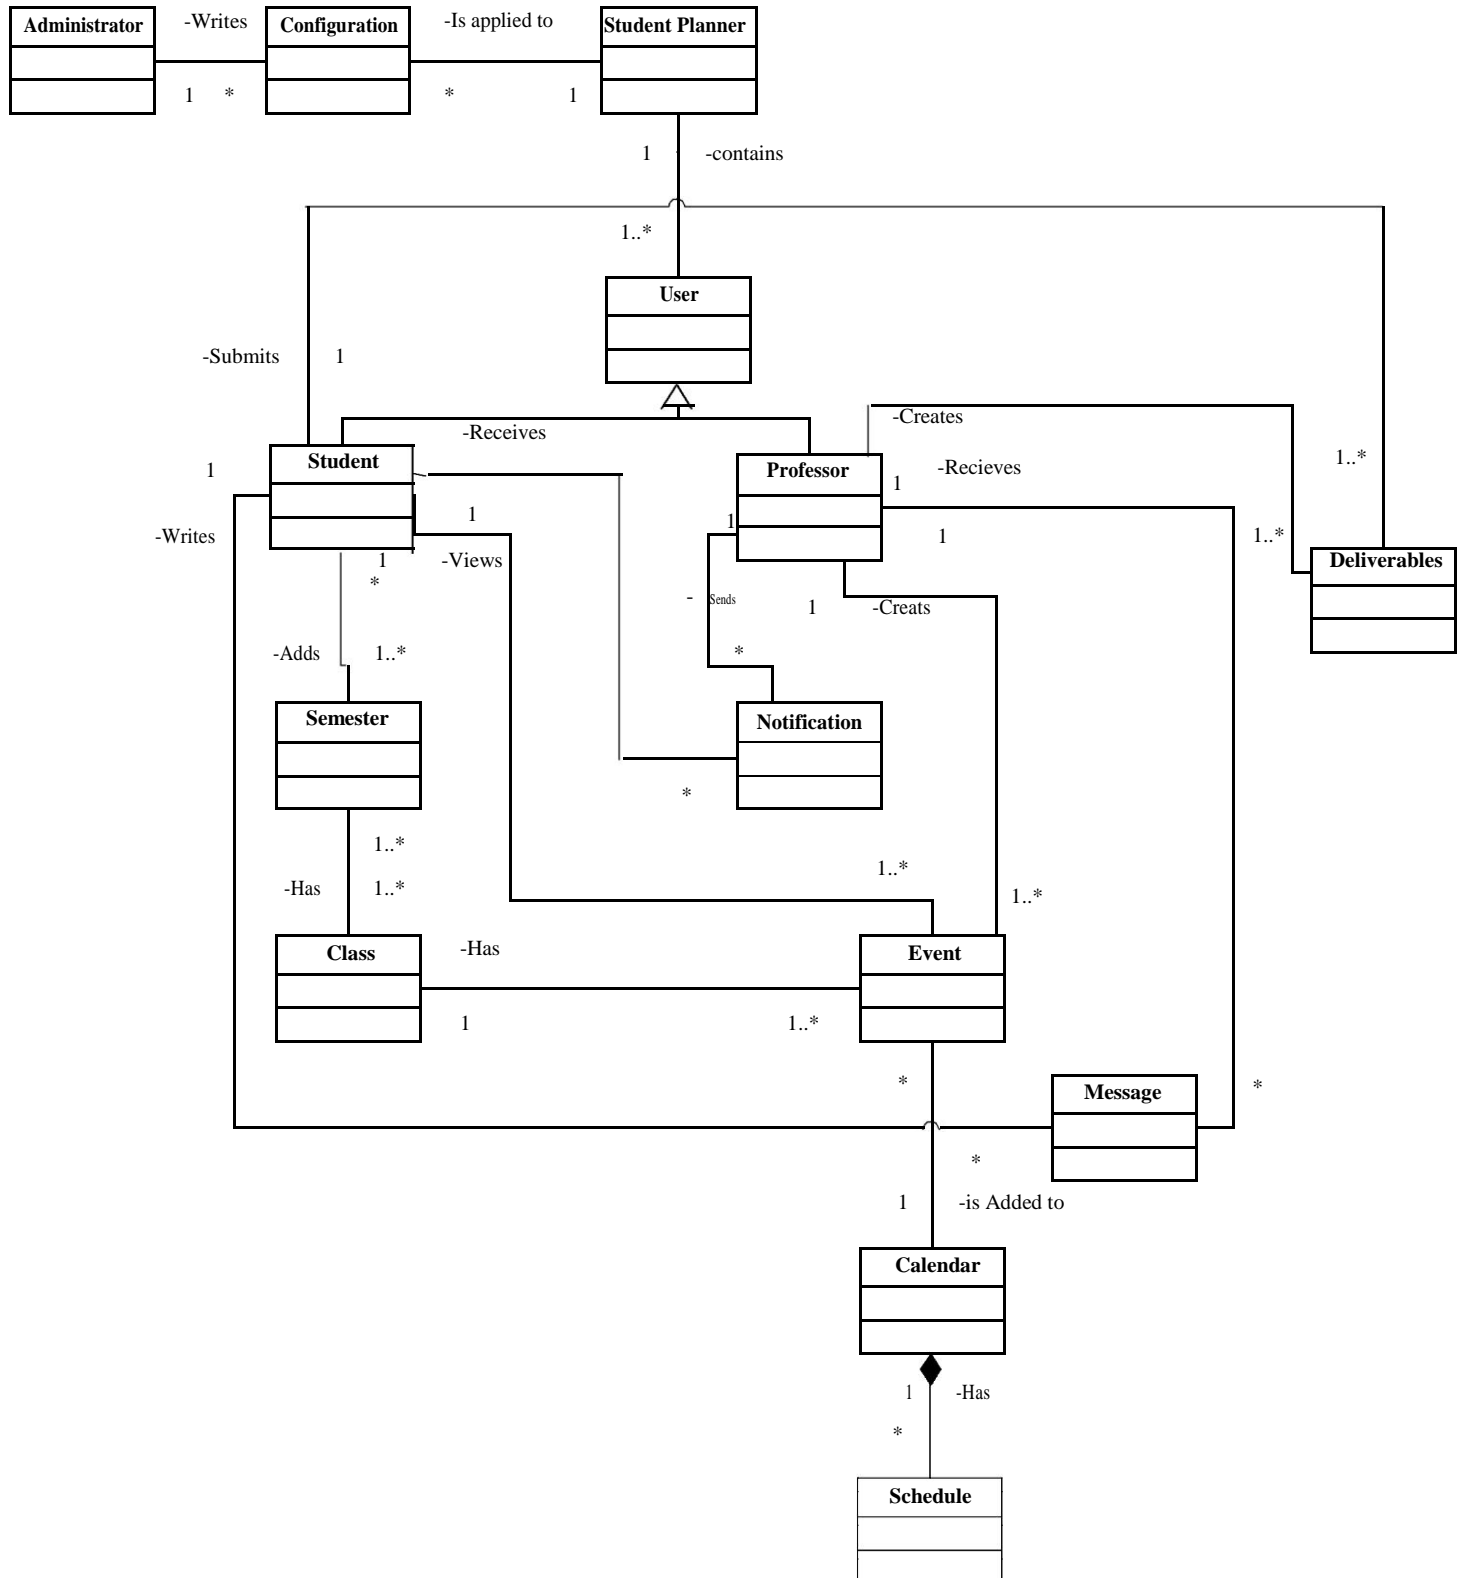 Administrator
-Writes
Configuration
-Is applied to
Student Planner
1
*
*
1
1
-contains
1..*
User
-Submits
1
-Creates
-Receives
Student
1
Professor
-Recieves
1..*
1
1
-Writes
1
1
1..*
-Views
Deliverables
1
*
- Sends
1
-Creats
-Adds
1..*
*
Semester
Notification
*
1..*
1..*
-Has
1..*
1..*
Class
-Has
Event
1
1..*
*
Message
*
*
1
-is Added to
Calendar
1
-Has
*
Schedule